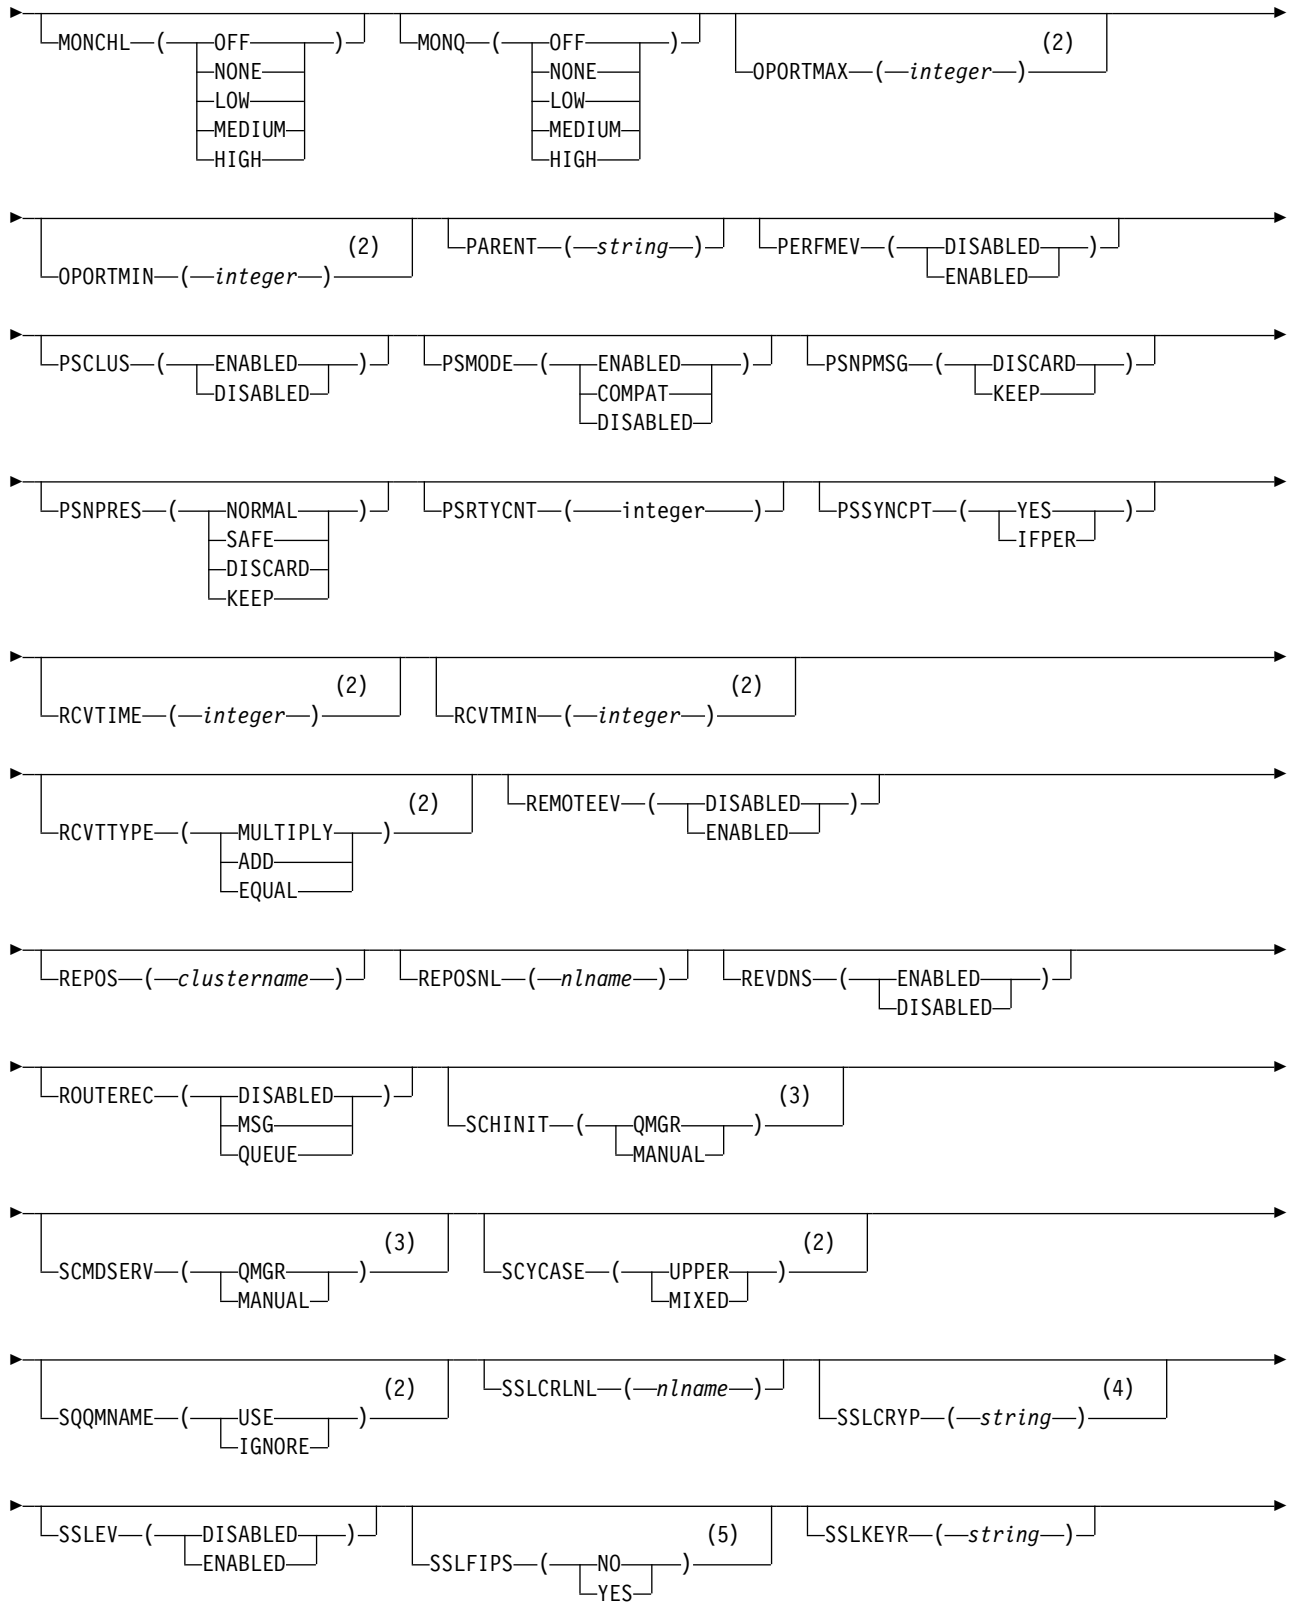 MONCHL ( OFF ) MONQ ( OFF ) (2)
NONE NONE OPORTMAX ( integer )
LOW LOW
MEDIUM MEDIUM
HIGH HIGH
(2) PARENT ( string ) PERFMEV ( DISABLED )
OPORTMIN ( integer ) ENABLED
PSCLUS ( ENABLED ) PSMODE ( ENABLED ) PSNPMSG ( DISCARD )
DISABLED COMPAT KEEP
DISABLED
PSNPRES ( NORMAL ) PSRTYCNT ( integer ) PSSYNCPT ( YES )
SAFE IFPER
DISCARD
KEEP
(2) (2)
RCVTIME ( integer ) RCVTMIN ( integer )
(2) REMOTEEV ( DISABLED )
RCVTTYPE ( MULTIPLY ) ENABLED
ADD
EQUAL
REPOS ( clustername ) REPOSNL ( nlname ) REVDNS ( ENABLED )
DISABLED
ROUTEREC ( DISABLED ) (3)
MSG SCHINIT ( QMGR )
QUEUE MANUAL
(3) (2)
SCMDSERV ( QMGR ) SCYCASE ( UPPER )
MANUAL MIXED
(2) SSLCRLNL ( nlname ) (4)
SQQMNAME ( USE ) SSLCRYP ( string )
IGNORE
SSLEV ( DISABLED ) (5) SSLKEYR ( string )
ENABLED SSLFIPS ( NO )
YES